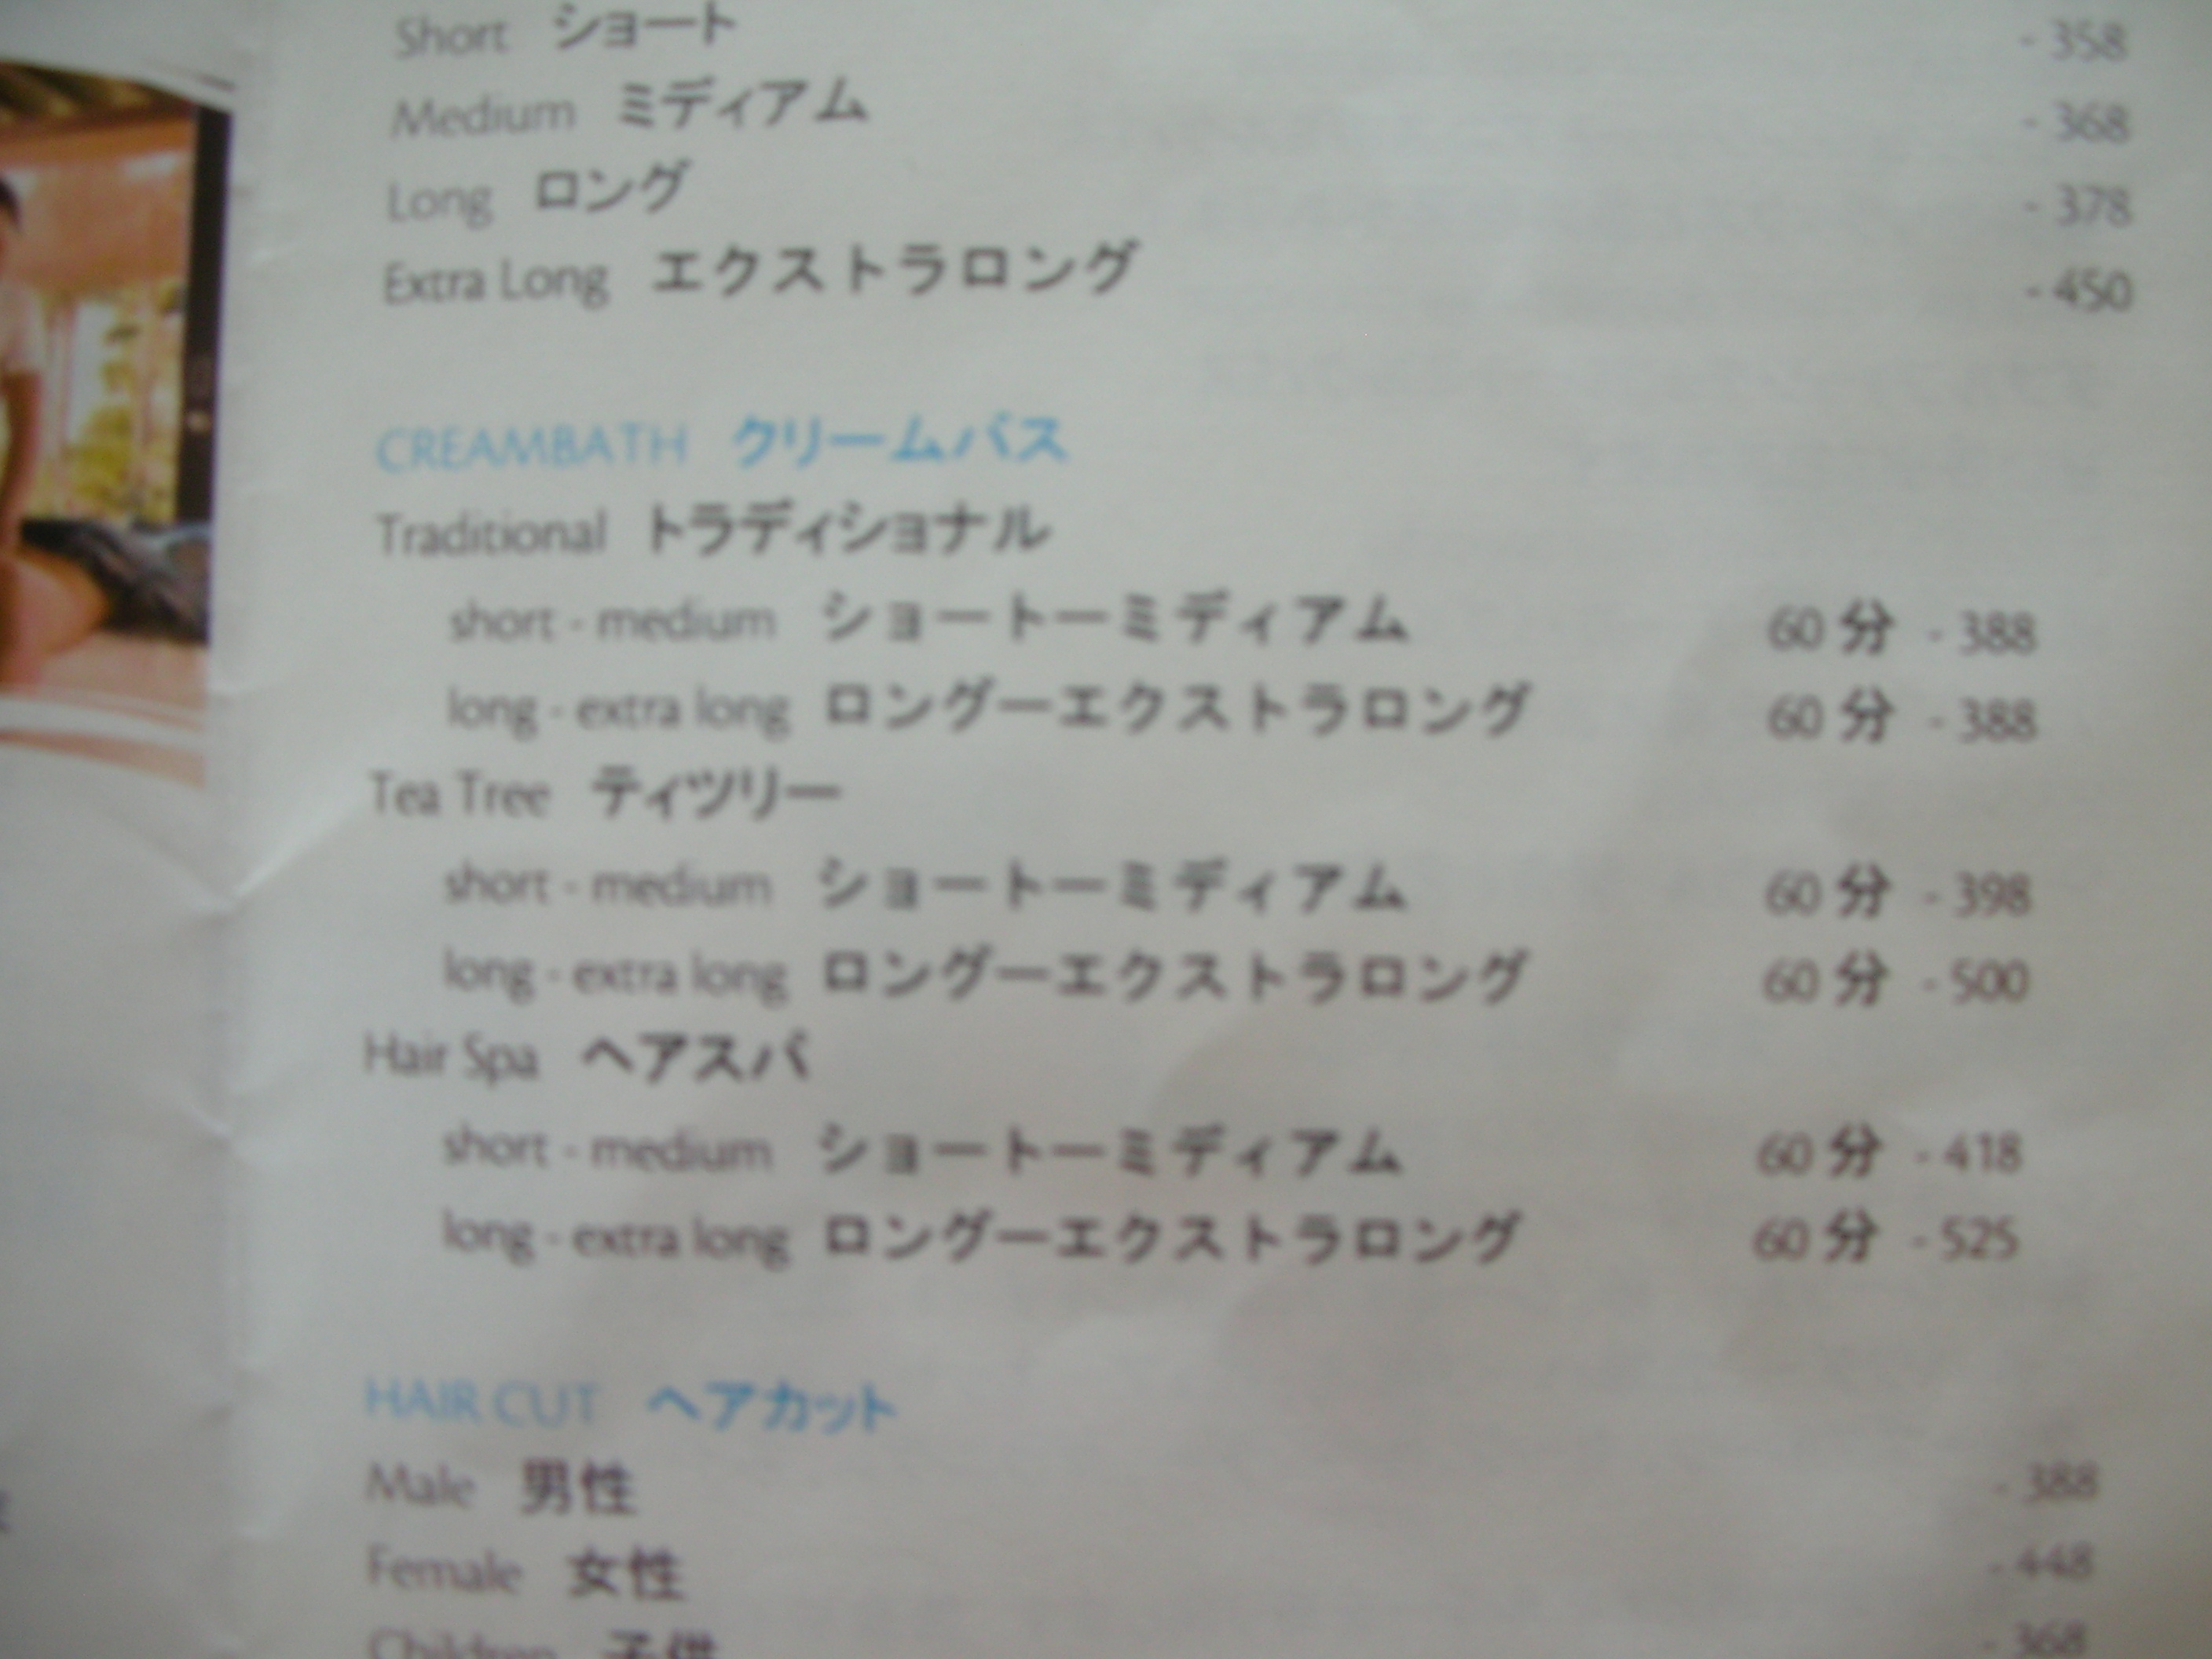 Short ショート - 358
Medium ミディアム - 368
Long ロング - 378
Extra Long エクストラロング - 450
CREAMBATH クリームバス
Traditional トラディショナル
short - medium ショートーミディアム 60 分 - 388
long - extra long ロングーエクストラロング 60 分 - 388
Tea Tree ティツリー
short - medium ショートーミディアム 60 分 - 398
long - extra long ロングーエクストラロング 60 分 - 500
Hair Spa ヘアスパ
short - medium ショートーミディアム 60 分 - 418
long - extra long ロングーエクストラロング 60 分 - 525
HAIR CUT ヘアカット
Male 男性 - 388
Female 女性 - 448
Children 子供 - 368